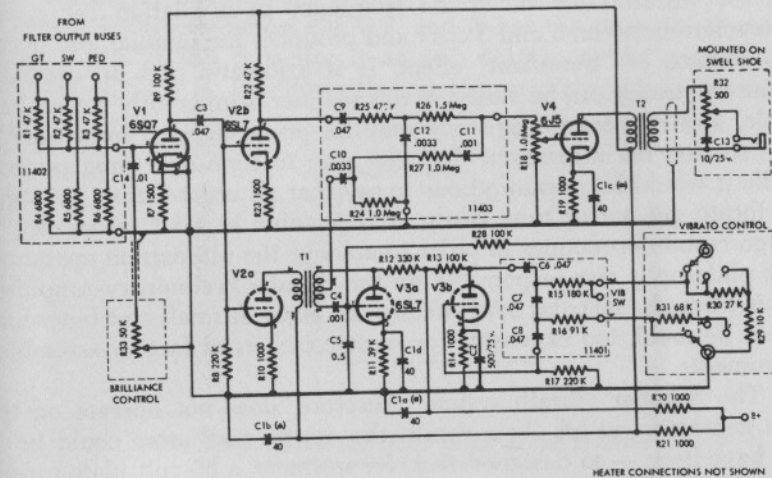 FROM
FILTER OUTPUT BUSES
GT SW PED
R1 47 K
R2 47 K
R3 47 K
11402
R4 6800
R5 6800
R6 6800
C14 .01
R33 50 K
BRILLIANCE
CONTROL
V1
6SQ7
R9 100 K
R7 1500
C3
.047
R22 47 K
V2b
6SL7
R23 1500
C9
.047
R25 47
R26 1.5 Meg
C12
.0033
C11
.001
C10
.0033
R27 1.0 Meg
R24 1.0 Meg
11403
R18 1.0 Meg
V4
6J5
R19 1000
C1c (≡)
40
T2
MOUNTED ON
SWELL SHOE
R32
500
C13
10/25 v.
R28 100 K
VIBRATO CONTROL
V2a
R8 220 K
R10 1000
T1
C4
.001
C5
0.5
R12 330 K
V3a
6SL7
R11 39 K
C1d
40
R13 100 K
V3b
R14 1000
C2
500/25 v.
C6 .047
C7
.047
C8
.047
R15 180 K
VIB
SW
R16 91 K
11401
R17 220 K
R31 68 K
R30 27 K
R29 10 K
C1b (▲)
40
C1a (■)
40
R20 1000
R21 1000
B+
HEATER CONNECTIONS NOT SHOWN